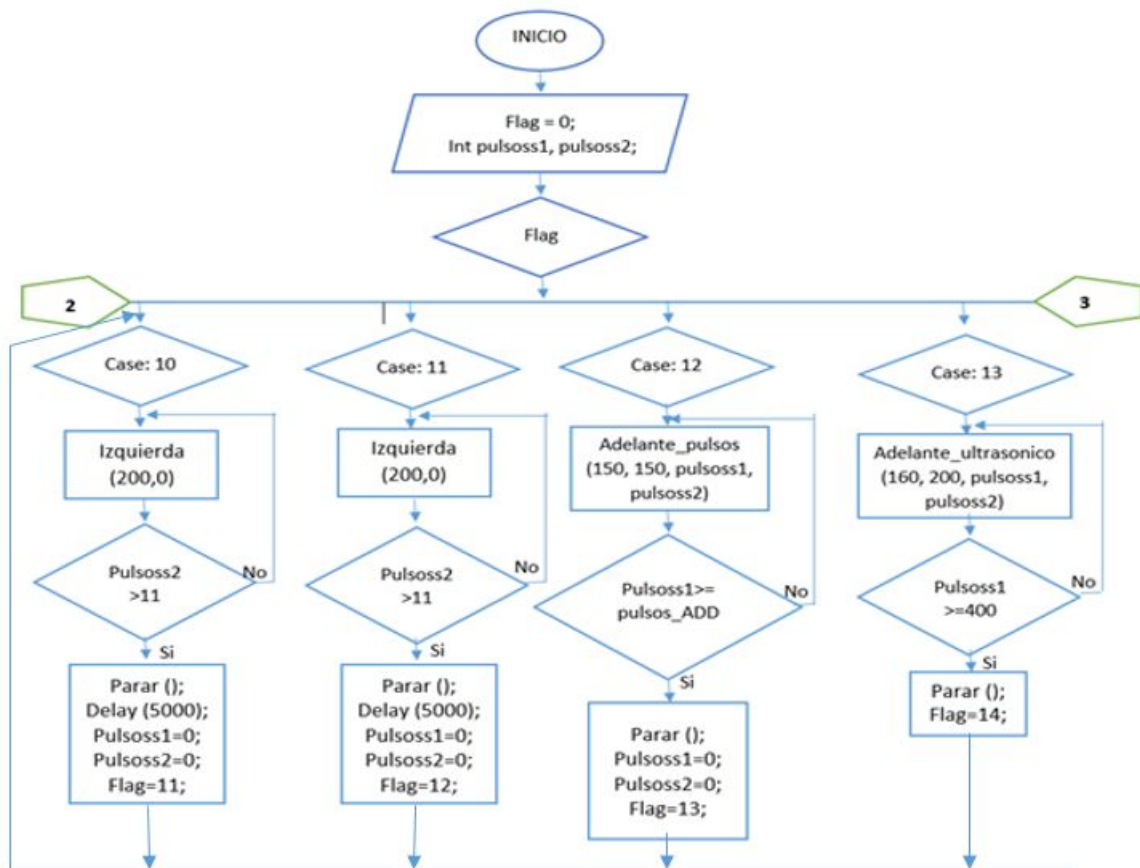 INICIO
Flag = 0;
Int pulsoss1, pulsoss2;
Flag
2
3
Case: 10
Izquierda
(200,0)
Pulsoss2
>11
No
Si
Parar ();
Delay (5000);
Pulsoss1=0;
Pulsoss2=0;
Flag=11;
Case: 11
Izquierda
(200,0)
Pulsoss2
>11
No
Si
Parar ();
Delay (5000);
Pulsoss1=0;
Pulsoss2=0;
Flag=12;
Case: 12
Adelante_pulsos
(150, 150, pulsoss1,
pulsoss2)
Pulsoss1>=
pulsos_ADD
No
Si
Parar ();
Pulsoss1=0;
Pulsoss2=0;
Flag=13;
Case: 13
Adelante_ultrasonico
(160, 200, pulsoss1,
pulsoss2)
Pulsoss1
>=400
No
Si
Parar ();
Flag=14;